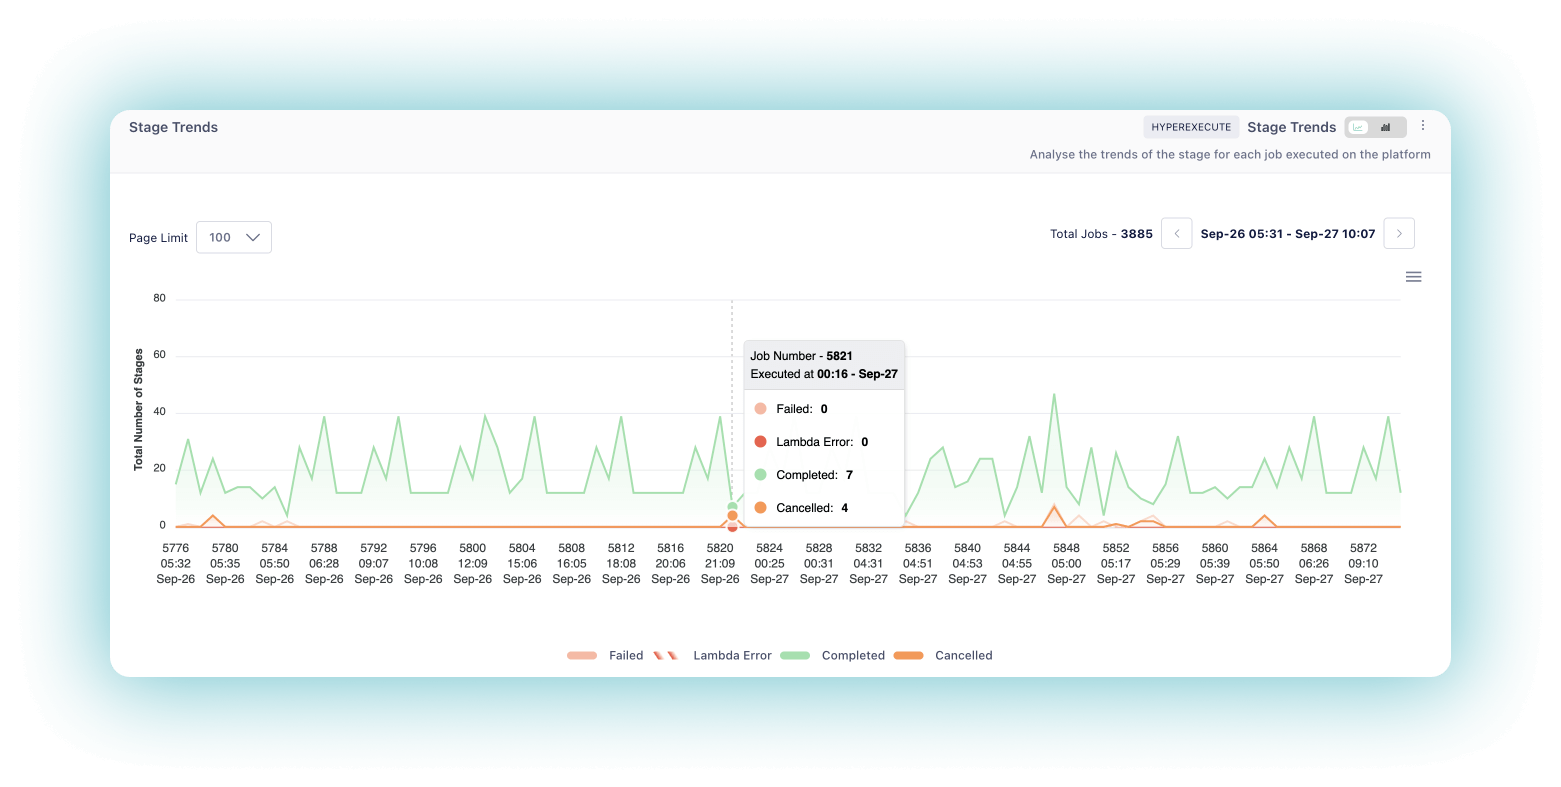 Stage Trends
HYPEREXECUTE Stage Trends
Analyse the trends of the stage for each job executed on the platform
Page Limit 100
Total Jobs - 3885 Sep-26 05:31 - Sep-27 10:07
Total Number of Stages
80
60
40
20
0
Job Number - 5821
Executed at 00:16 - Sep-27
Failed: 0
Lambda Error: 0
Completed: 7
Cancelled: 4
5776 5780 5784 5788 5792 5796 5800 5804 5808 5812 5816 5820 5824 5828 5832 5836 5840 5844 5848 5852 5856 5860 5864 5868 5872
05:32 05:35 05:50 06:28 09:07 10:08 12:09 15:06 16:05 18:08 20:06 21:09 00:25 00:31 04:31 04:51 04:53 04:55 05:00 05:17 05:29 05:39 05:50 06:26 09:10
Sep-26 Sep-26 Sep-26 Sep-26 Sep-26 Sep-26 Sep-26 Sep-26 Sep-26 Sep-26 Sep-26 Sep-26 Sep-27 Sep-27 Sep-27 Sep-27 Sep-27 Sep-27 Sep-27 Sep-27 Sep-27 Sep-27 Sep-27 Sep-27 Sep-27
Failed Lambda Error Completed Cancelled